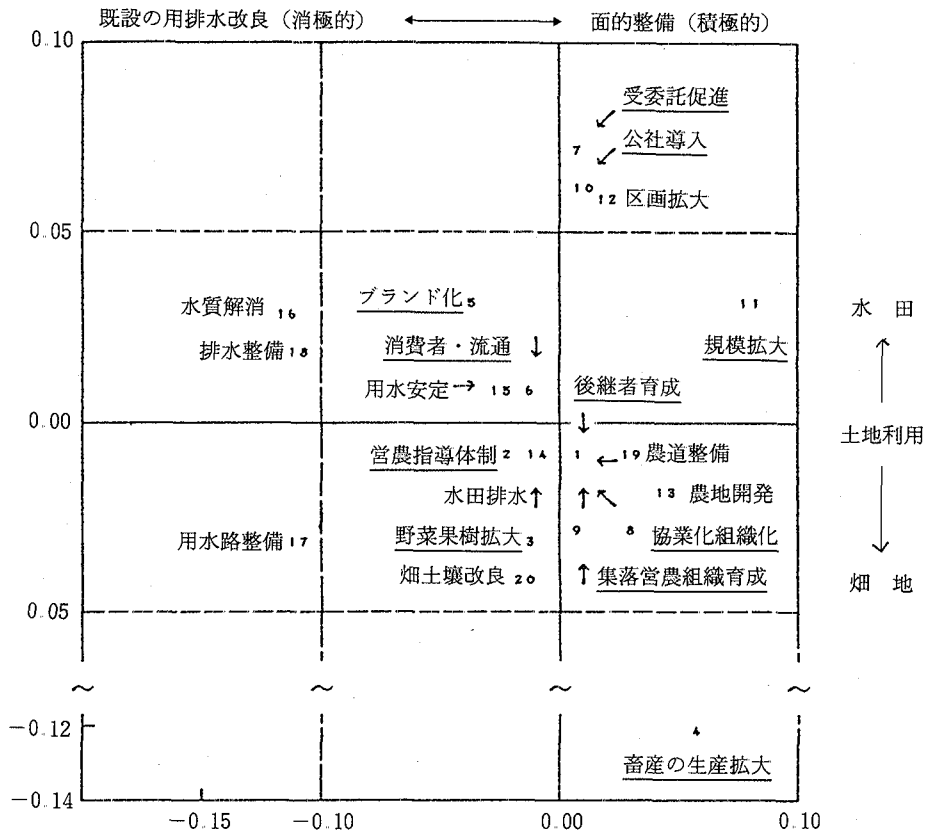 既設の用排水改良（消極的） ←→ 面的整備（積極的）
0.10
受委託促進
7 公社導入
10 12 区画拡大
0.05
水質解消 16 ブランド化 5 11 水 田
排水整備 18 消費者・流通 ↓ 規模拡大
用水安定 → 15 6 後継者育成
0.00 土地利用
営農指導体制 2 14 1 ← 19 農道整備
水田排水 ↑ 13 農地開発
用水路整備 17 野菜果樹拡大 3 9 8 協業化組織化
畑土壌改良 20 ↑ 集落営農組織育成 畑 地
0.05
～ ～ ～ ～
-0.12 4
畜産の生産拡大
-0.14
-0.15 -0.10 0.00 0.10